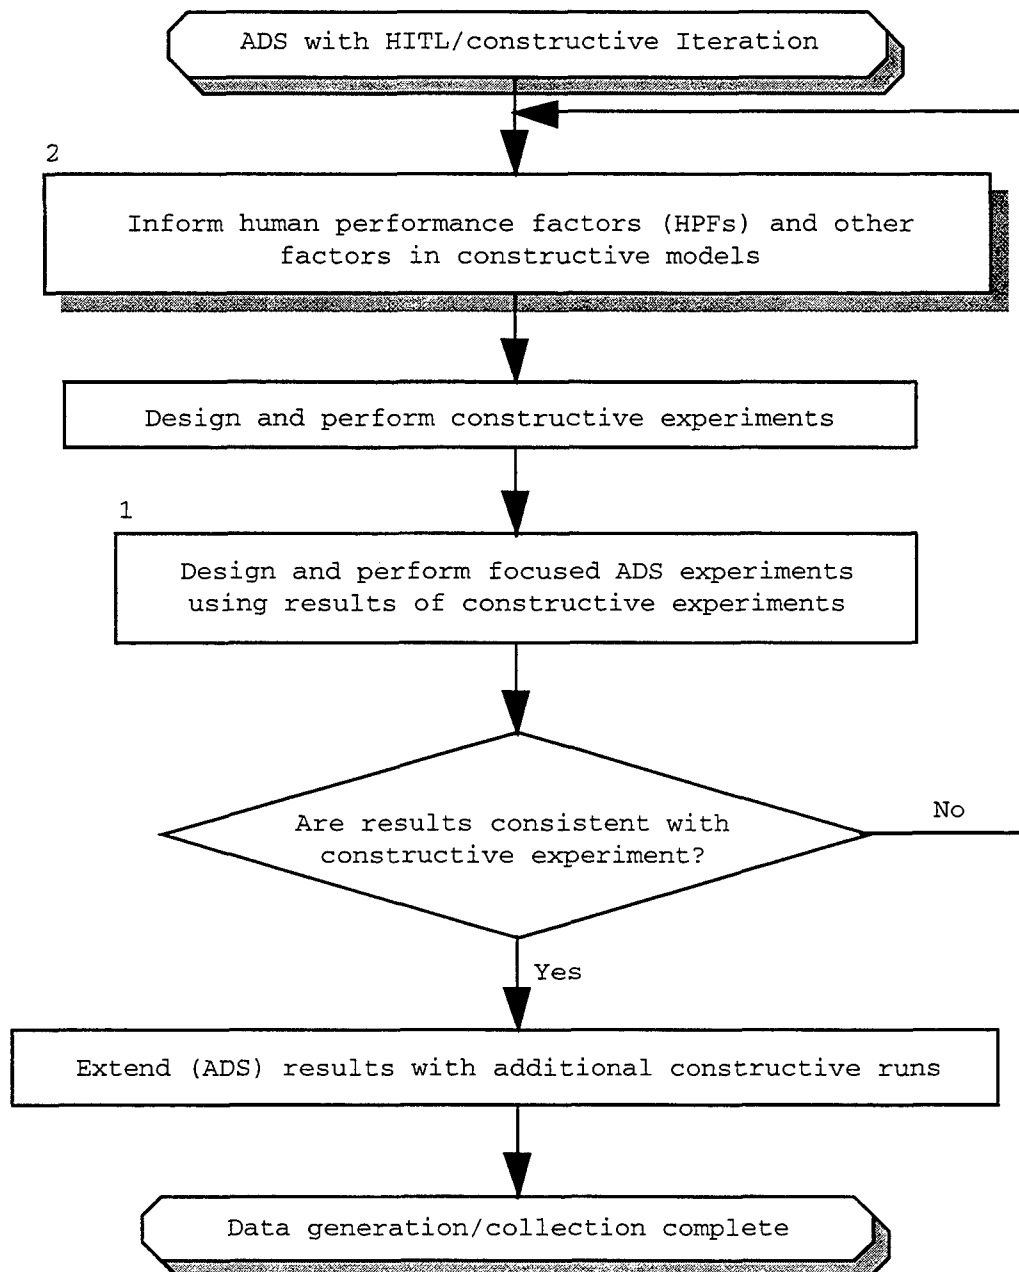 ADS with HITL/constructive Iteration
2
Inform human performance factors (HPFs) and other
factors in constructive models
Design and perform constructive experiments
1
Design and perform focused ADS experiments
using results of constructive experiments
Are results consistent with
constructive experiment?
No
Yes
Extend (ADS) results with additional constructive runs
Data generation/collection complete